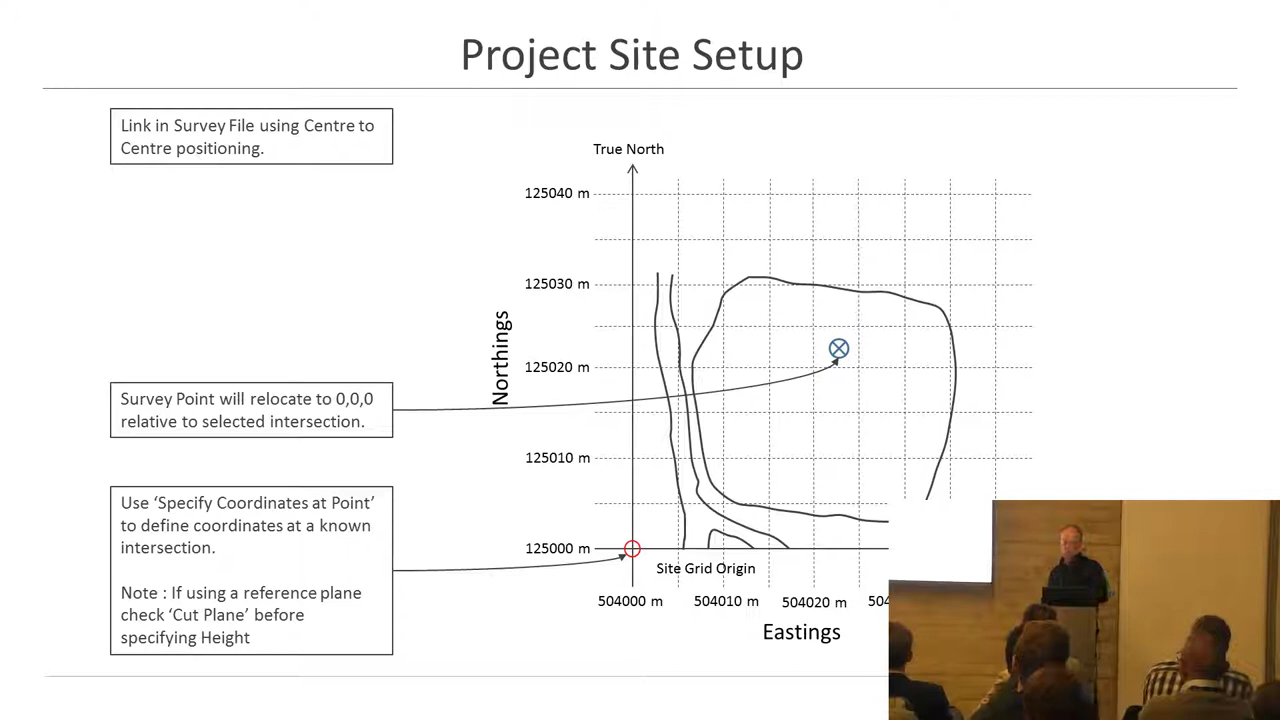 Project Site Setup
Link in Survey File using Centre to
Centre positioning.
Survey Point will relocate to 0,0,0
relative to selected intersection.
Use ‘Specify Coordinates at Point’
to define coordinates at a known
intersection.
Note : If using a reference plane
check ‘Cut Plane’ before
specifying Height
True North
125040 m
125030 m
125020 m
125010 m
125000 m
Northings
Site Grid Origin
504000 m
504010 m
504020 m
Eastings